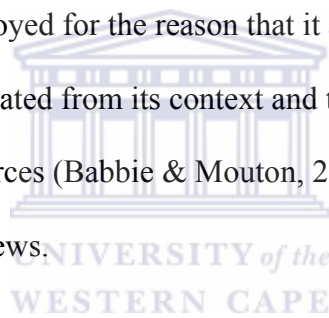 oyed for the reason that it
ated from its context and t
rces (Babbie & Mouton, 2
ews.
UNIVERSITY of the
WESTERN CAPE